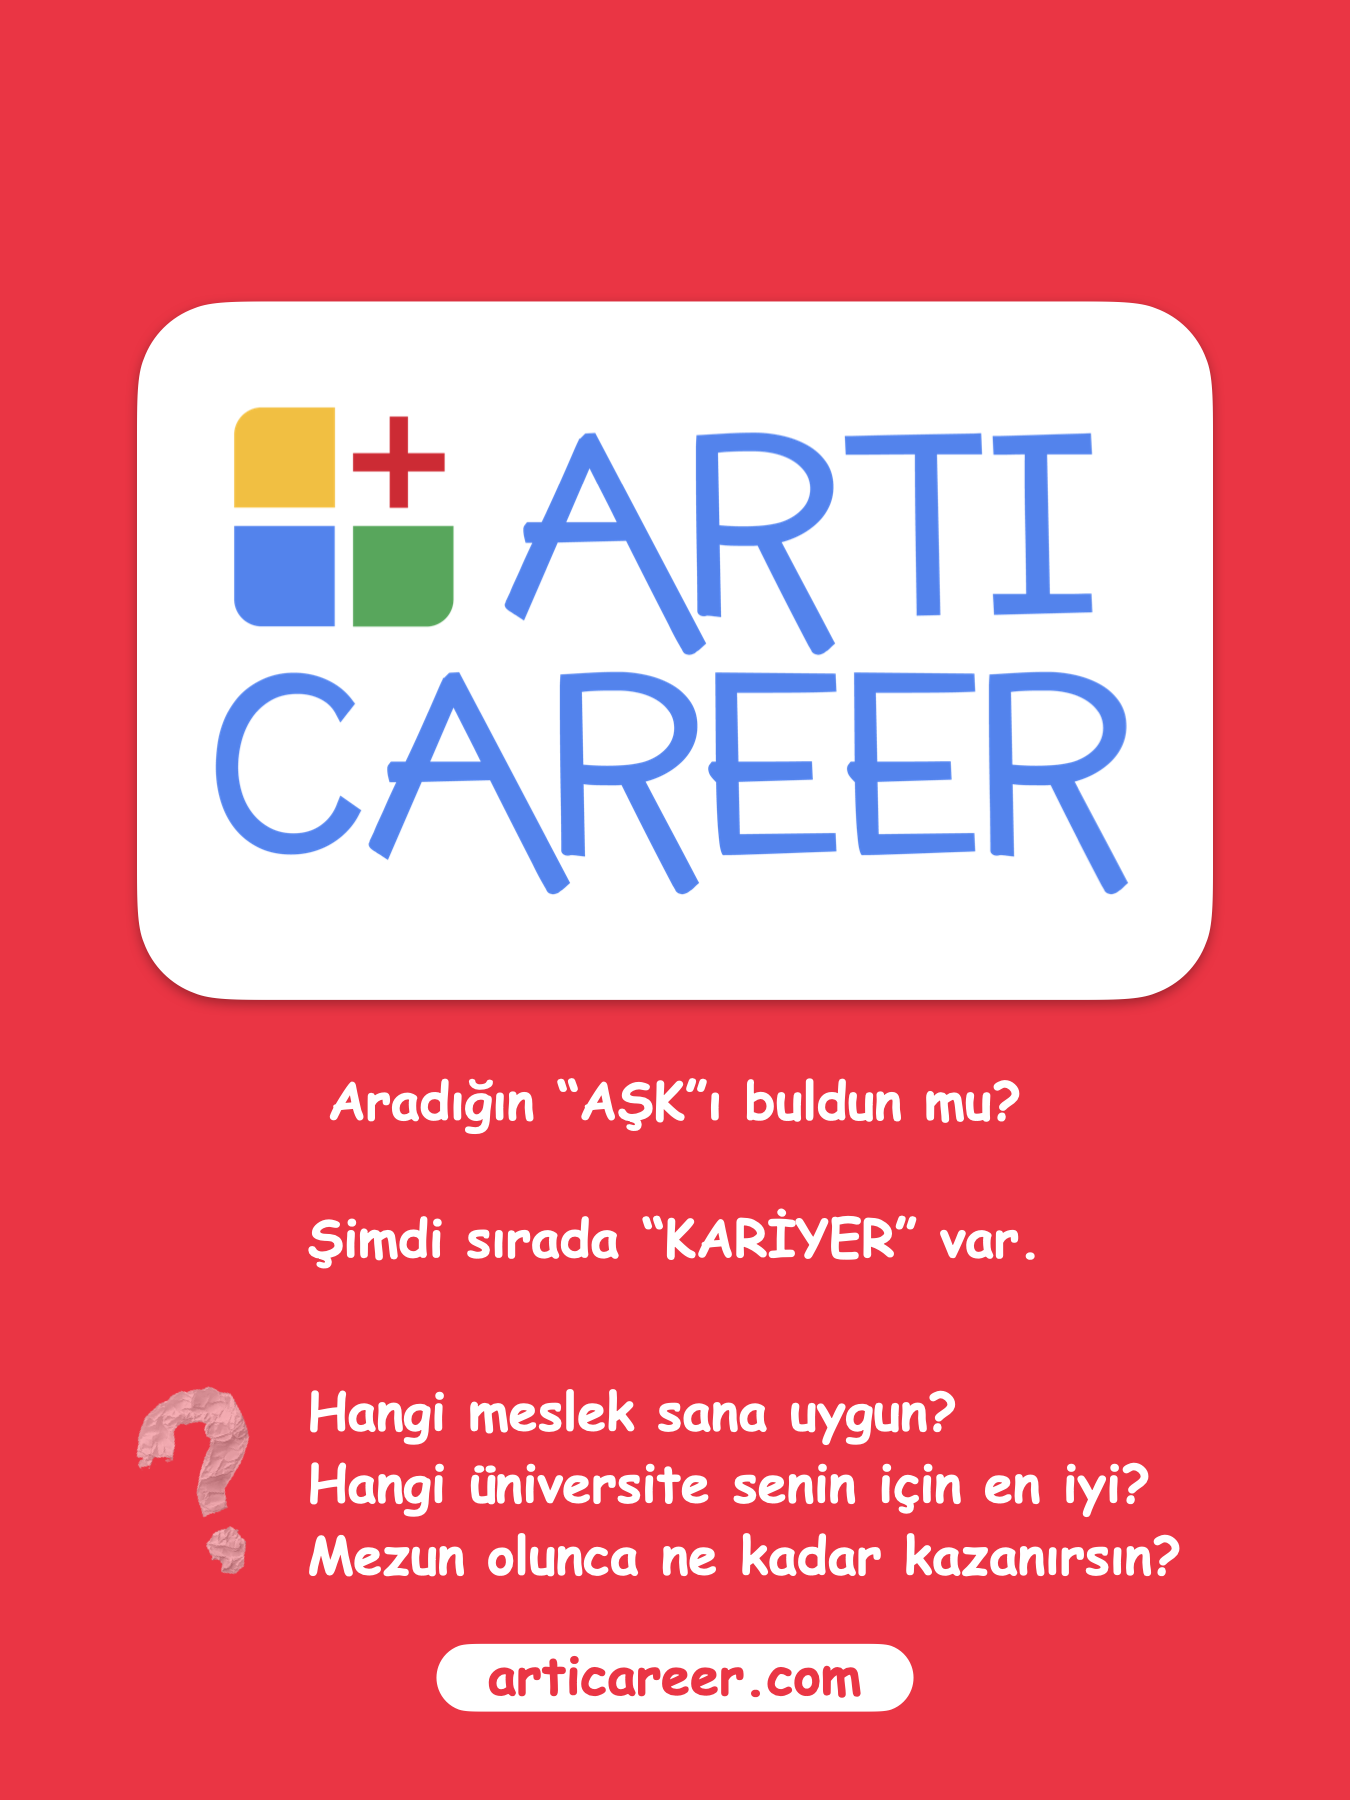 ARTI
CAREER
Aradığın “AŞK”ı buldun mu?
Şimdi sırada “KARİYER” var.
Hangi meslek sana uygun?
Hangi üniversite senin için en iyi?
Mezun olunca ne kadar kazanırsın?
articareer.com